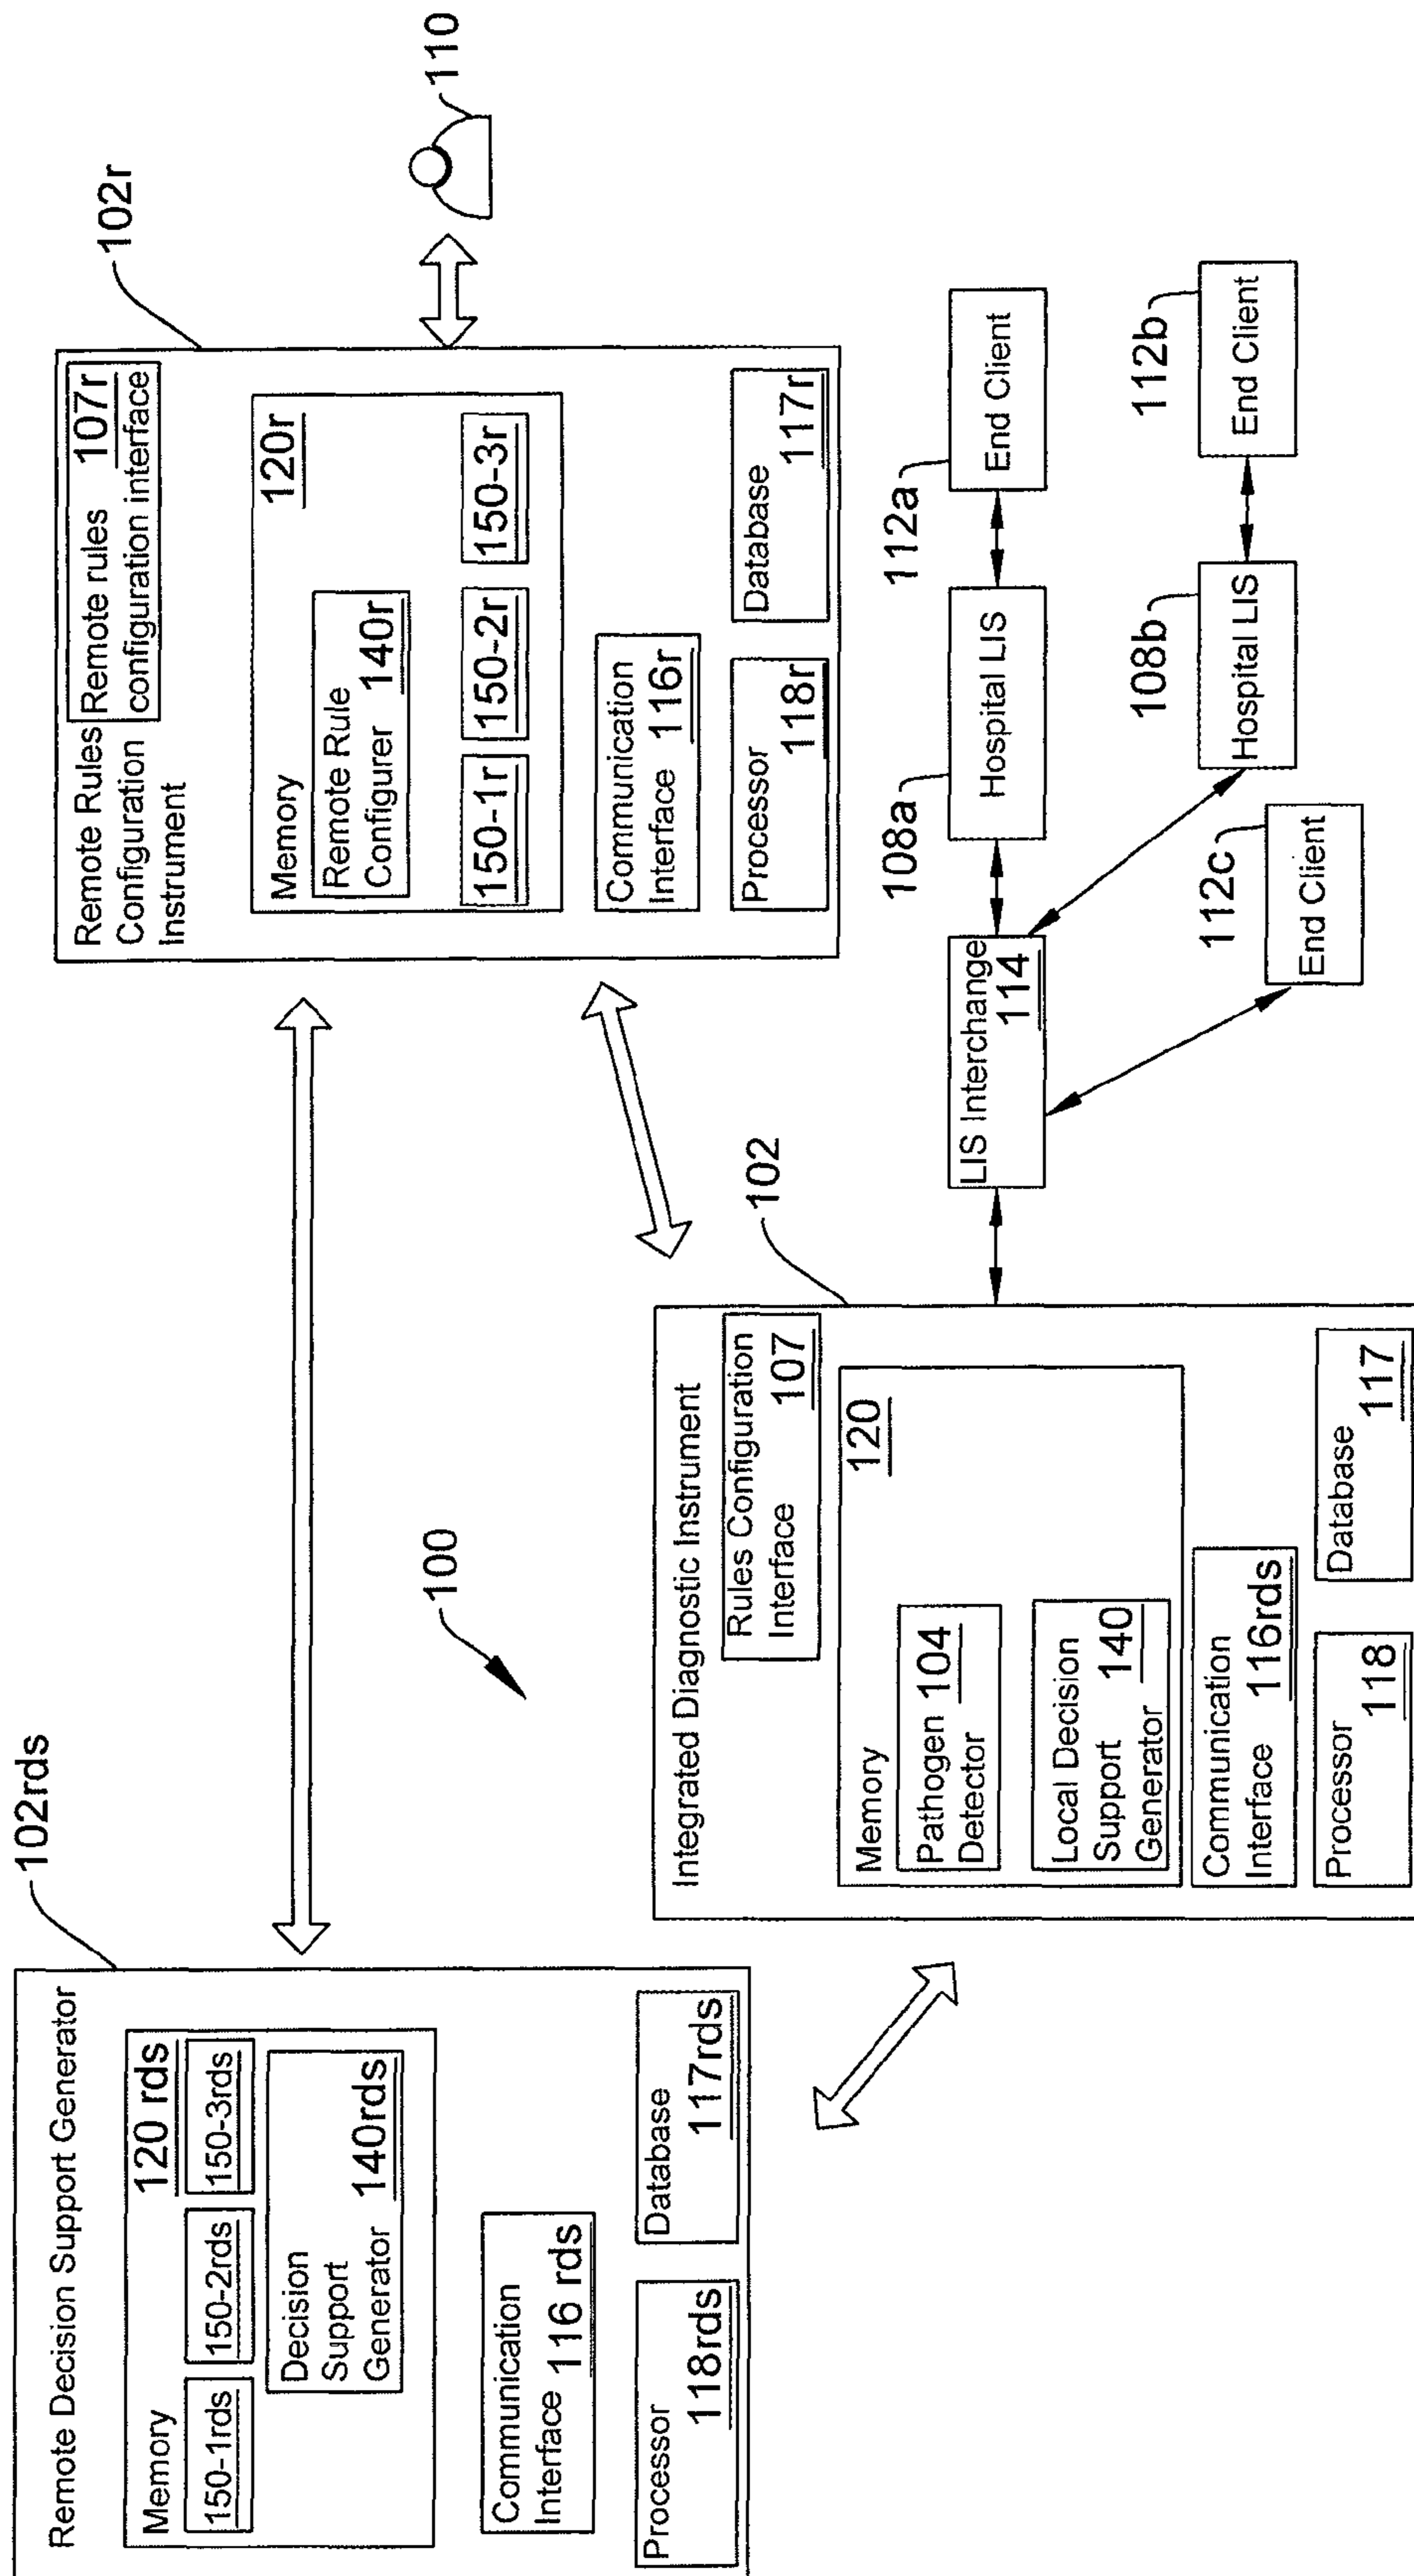 102rds
Remote Decision Support Generator
Memory
120 rds
150-1rds
150-2rds
150-3rds
Decision
Support
Generator 140rds
Communication
Interface 116 rds
Processor
118rds
Database
117rds
102r
Remote Rules
Configuration
Instrument
Remote rules 107r
configuration interface
Memory
120r
Remote Rule
Configurer 140r
150-1r
150-2r
150-3r
Communication
Interface 116r
Processor
118r
Database
117r
110
100
102
Integrated Diagnostic Instrument
Rules Configuration
Interface 107
Memory
120
Pathogen 104
Detector
Local Decision
Support 140
Generator
Communication
Interface 116rds
Processor
118
Database
117
LIS Interchange
114
108a
Hospital LIS
112a
End Client
108b
Hospital LIS
112b
End Client
112c
End Client